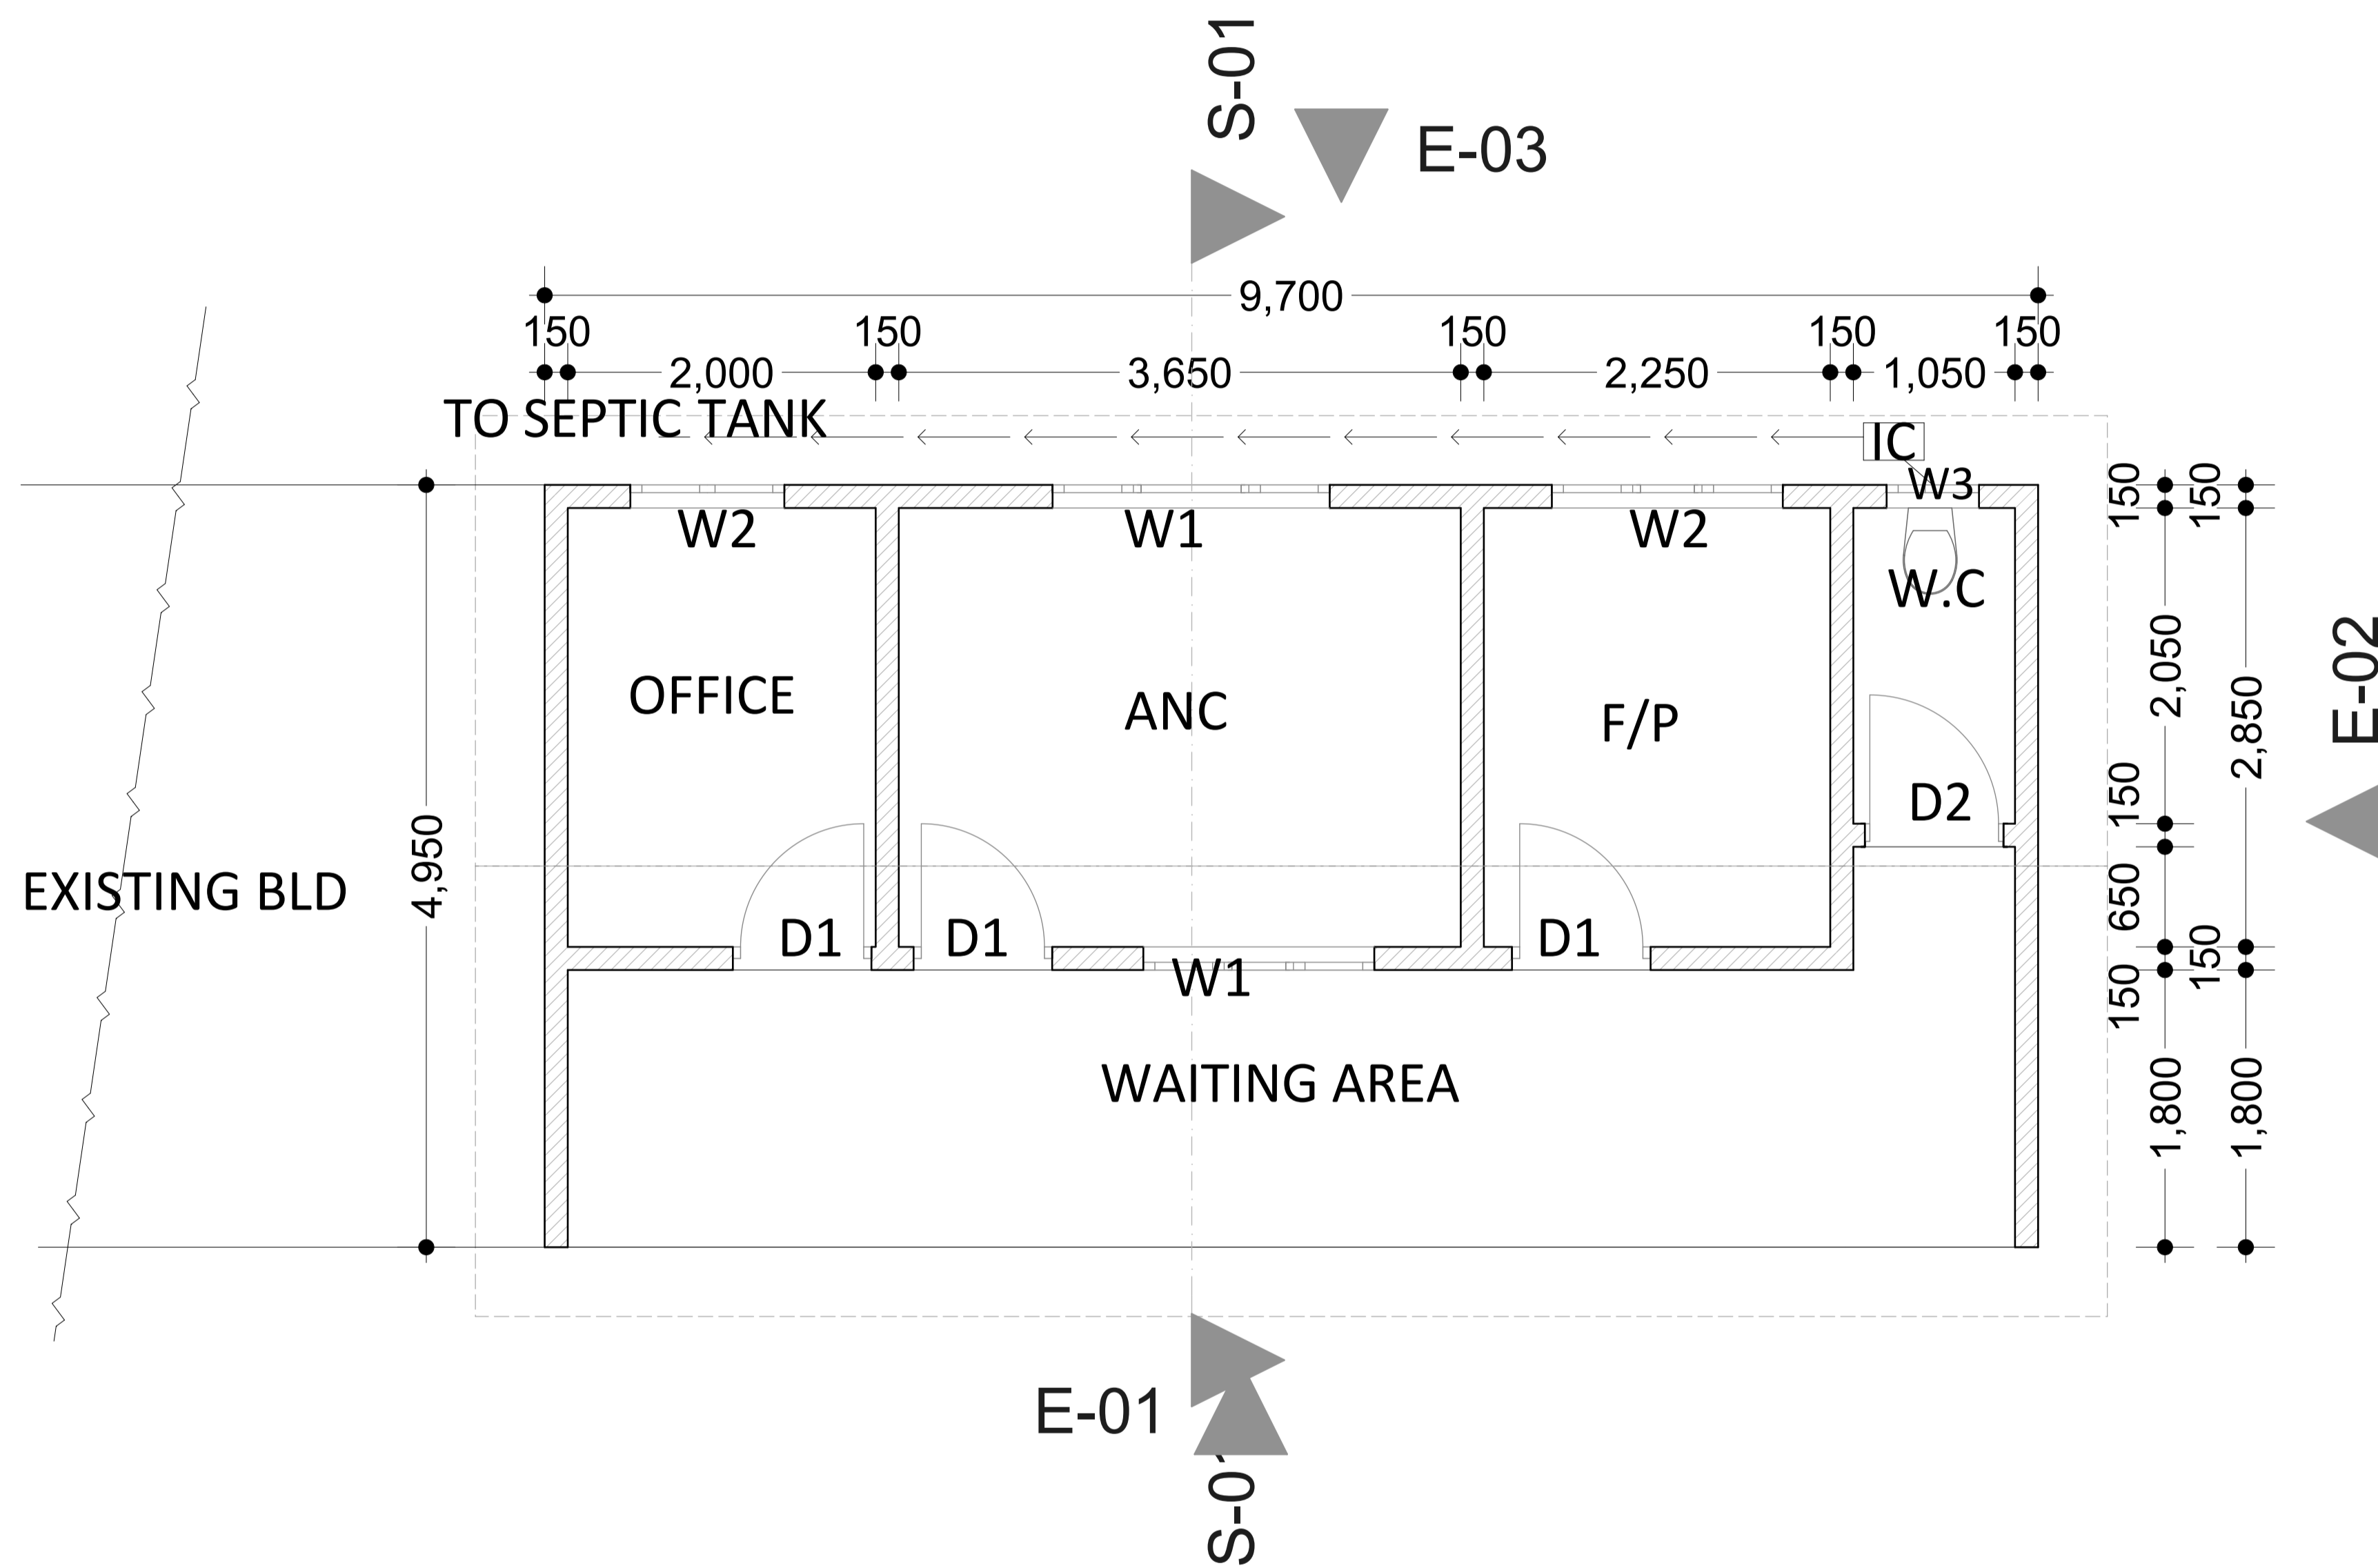 S-01
E-03
9,700
150 150 150 150 150
2,000 3,650 2,250 1,050
TO SEPTIC TANK
IC
W3
W2 W1 W2
W.C
150 150
OFFICE
ANC
F/P
2,050
2,850
E-02
D2
150
4,950
EXISTING BLD
650
D1 D1 D1
150
W1
150
WAITING AREA
1,800 1,800
E-01
S-01